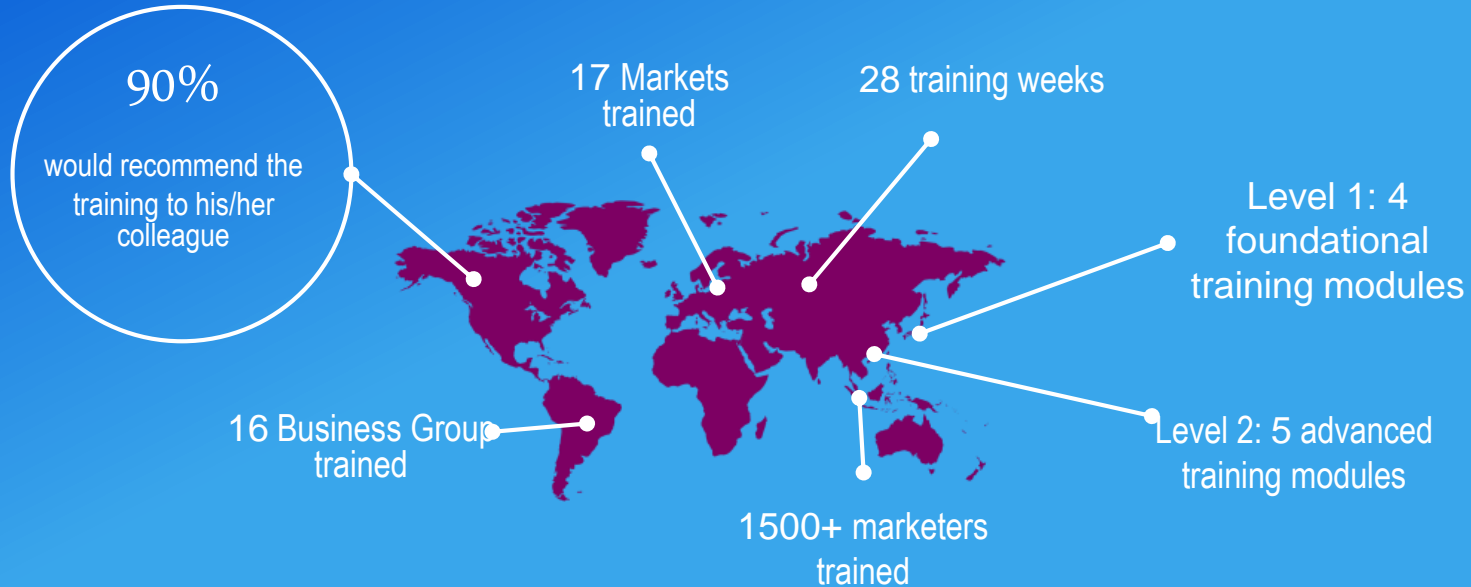 90%
would recommend the
training to his/her
colleague
17 Markets
trained
28 training weeks
Level 1: 4
foundational
training modules
16 Business Group
trained
Level 2: 5 advanced
training modules
1500+ marketers
trained